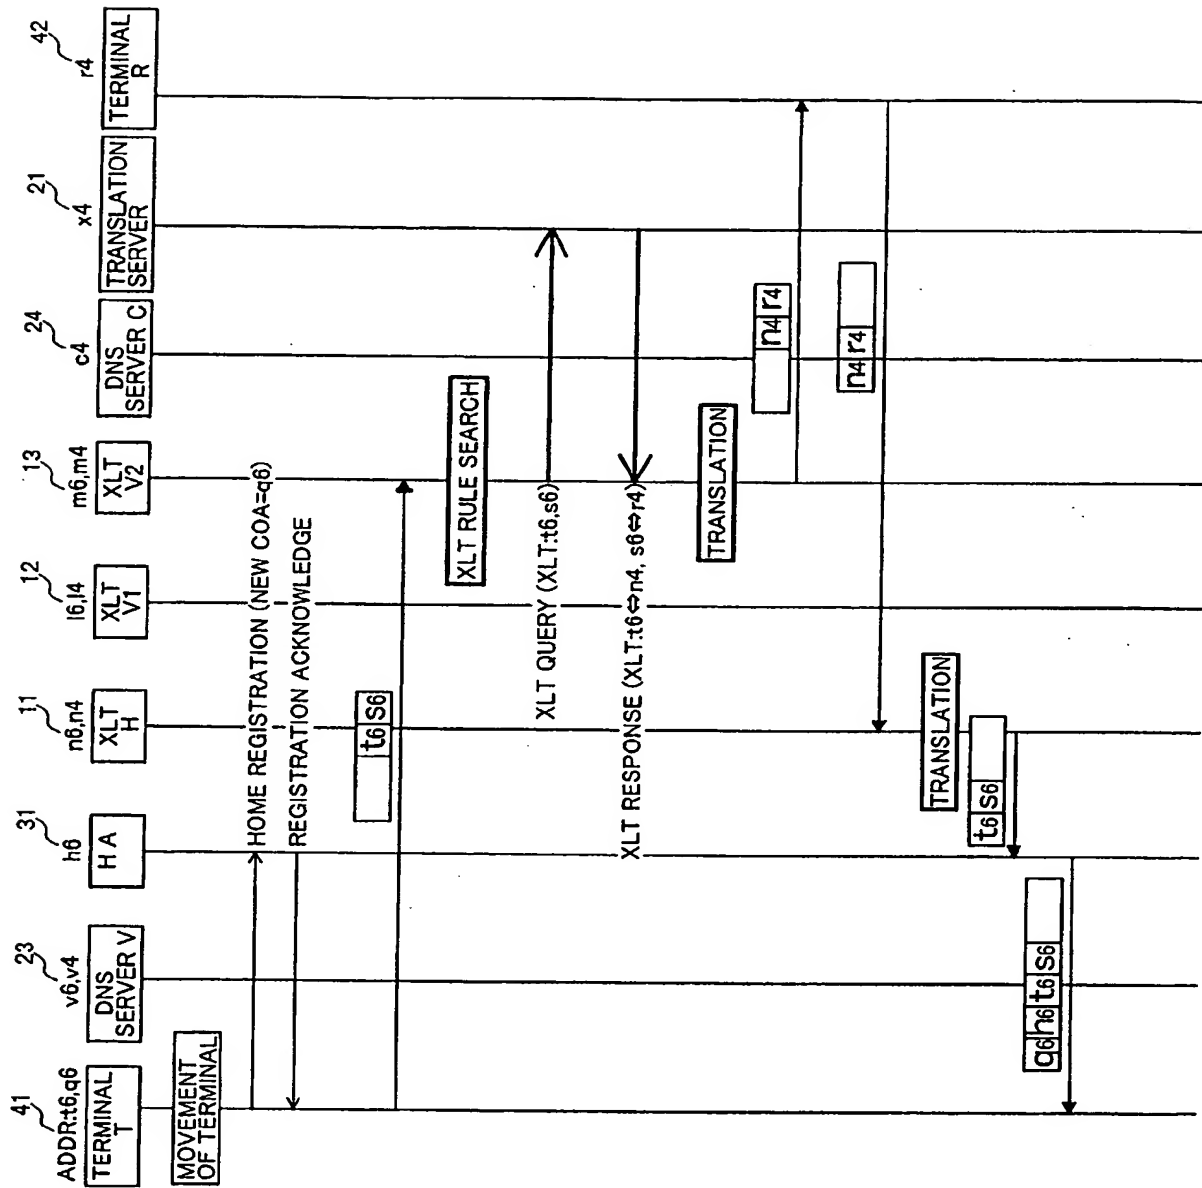 41
ADDR:t6,q6
TERMINAL
T
23
v6,v4
DNS
SERVER V
31
h6
H A
11
n6,n4
XLT
H
12
l6,l4
XLT
V1
13
m6,m4
XLT
V2
24
c4
DNS
SERVER C
21
x4
TRANSLATION
SERVER
42
r4
TERMINAL
R
MOVEMENT
OF TERMINAL
HOME REGISTRATION (NEW COA=q6)
REGISTRATION ACKNOWLEDGE
t6 s6
XLT RULE SEARCH
XLT QUERY (XLT:t6,s6)
XLT RESPONSE (XLT:t6⇔n4, s6⇔r4)
TRANSLATION
n4 r4
n4 r4
TRANSLATION
t6 s6
q6 h6 t6 s6